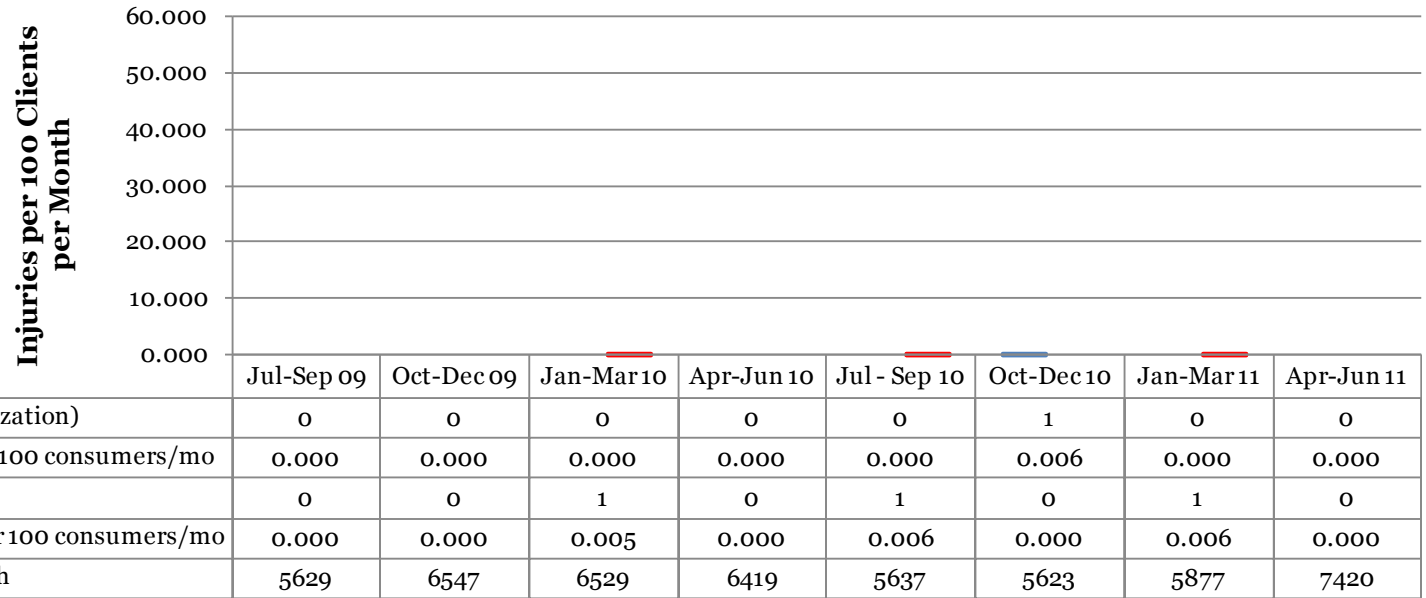 Injuries per 100 Clients
per Month
60.000
50.000
40.000
30.000
20.000
10.000
0.000
Jul-Sep 09 Oct-Dec 09 Jan-Mar 10 Apr-Jun 10 Jul - Sep 10 Oct-Dec 10 Jan-Mar 11 Apr-Jun 11
zation) 0 0 0 0 0 1 0 0
100 consumers/mo 0.000 0.000 0.000 0.000 0.000 0.006 0.000 0.000
0 0 1 0 1 0 1 0
r 100 consumers/mo 0.000 0.000 0.005 0.000 0.006 0.000 0.006 0.000
h 5629 6547 6529 6419 5637 5623 5877 7420